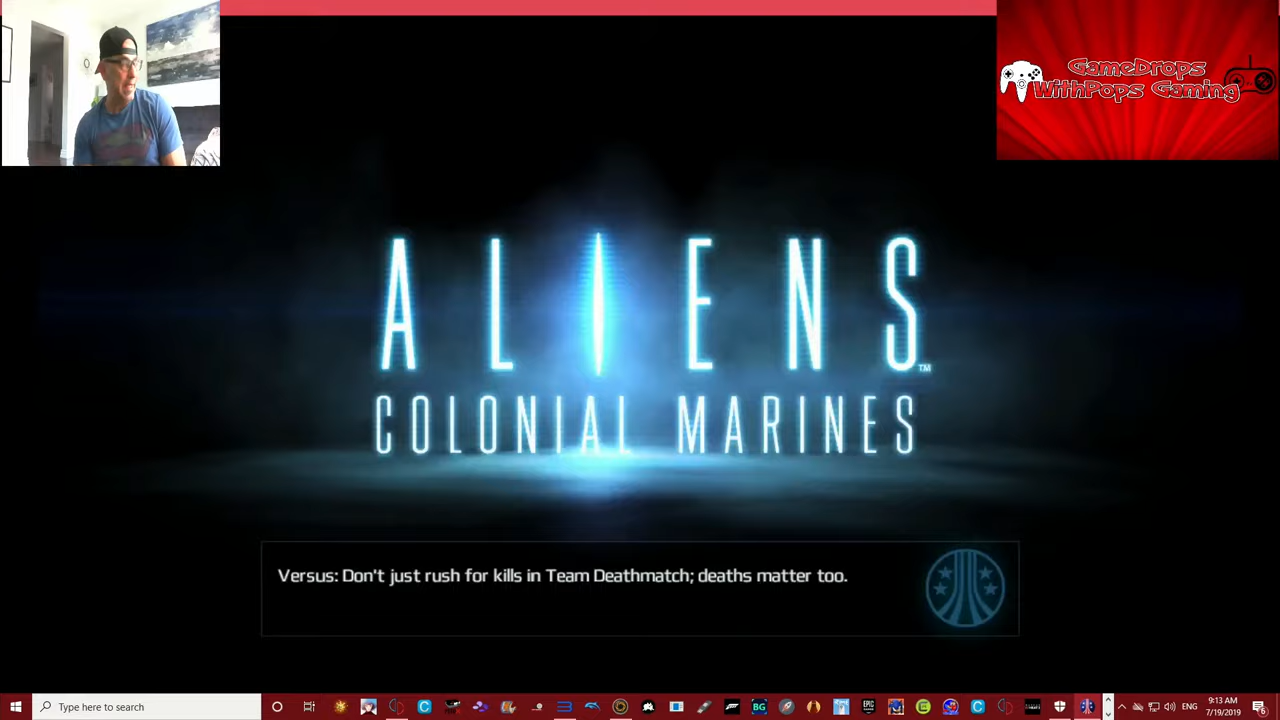 GameDrops
WithPops Gaming
ALIENS™
COLONIAL MARINES
Versus: Don't just rush for kills in Team Deathmatch; deaths matter too.
Type here to search
ENG
9:13 AM
7/19/2019